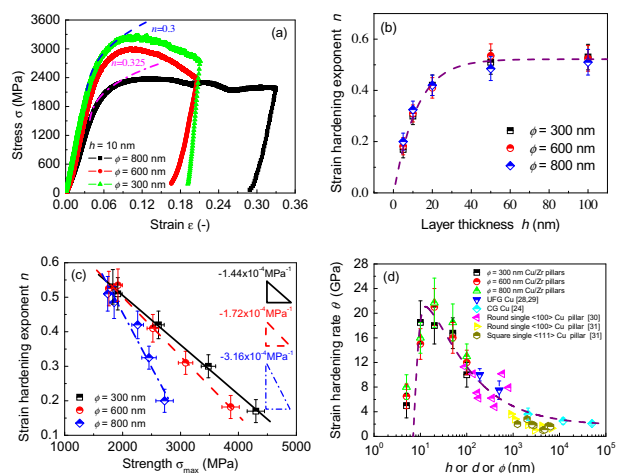 (a)
n=0.3
n=0.325
h = 10 nm
ϕ = 800 nm
ϕ = 600 nm
ϕ = 300 nm
Stress σ (MPa)
3600
3000
2400
1800
1200
600
0
0.00 0.06 0.12 0.18 0.24 0.30 0.36
Strain ε (-)
(b)
Strain hardening exponent n
0.6
0.4
0.2
0.0
ϕ = 300 nm
ϕ = 600 nm
ϕ = 800 nm
0 20 40 60 80 100
Layer thickness h (nm)
(c)
Strain hardening exponent n
0.6
0.5
0.4
0.3
0.2
0.1
-1.44x10⁻⁴MPa⁻¹
-1.72x10⁻⁴MPa⁻¹
-3.16x10⁻⁴MPa⁻¹
ϕ = 300 nm
ϕ = 600 nm
ϕ = 800 nm
1000 2000 3000 4000 5000
Strength σmax (MPa)
(d)
Strain hardening rate θ (GPa)
28
24
20
16
12
8
4
0
ϕ = 300 nm Cu/Zr pillars
ϕ = 600 nm Cu/Zr pillars
ϕ = 800 nm Cu/Zr pillars
UFG Cu [28,29]
CG Cu [24]
Round single <100> Cu pillar [30]
Round single <100> Cu pillar [31]
Square single <111> Cu pillar [31]
10⁰ 10¹ 10² 10³ 10⁴ 10⁵
h or d or ϕ (nm)